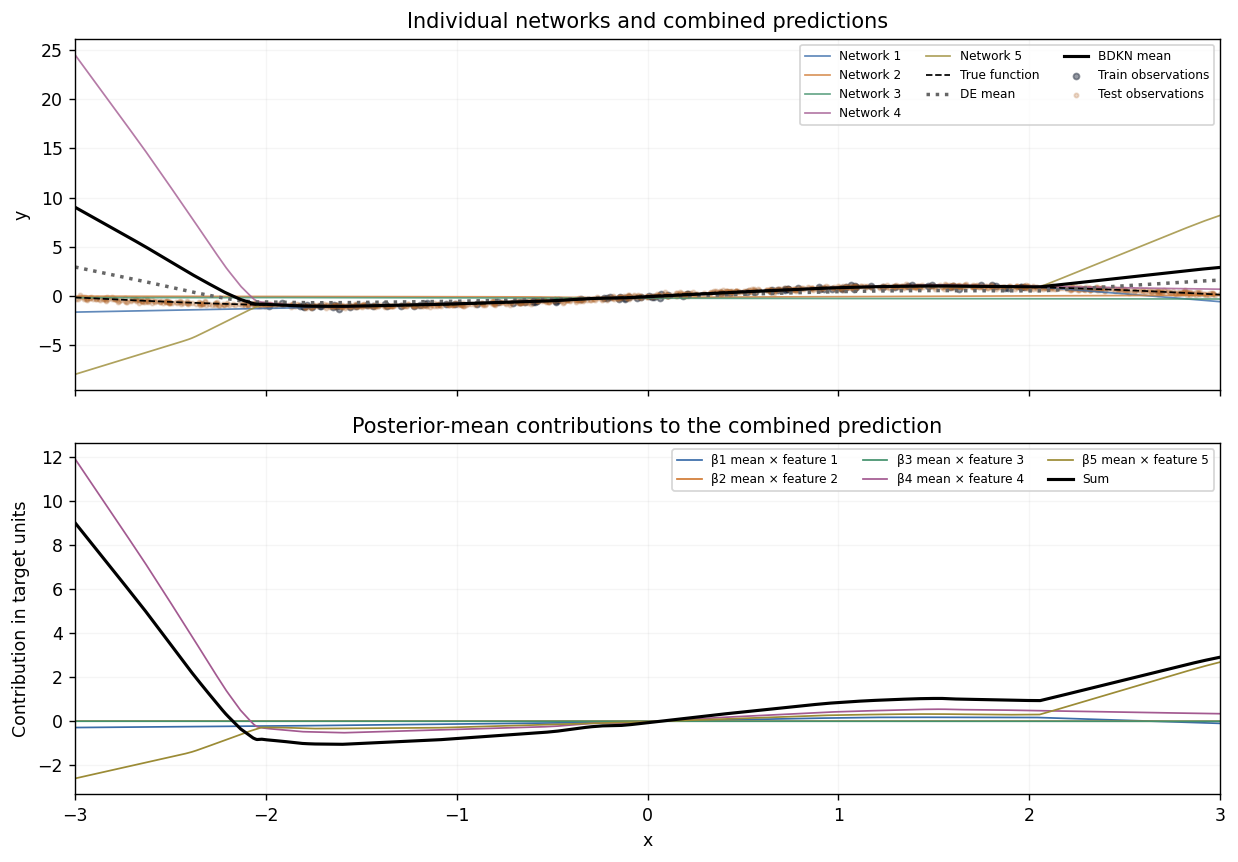 Individual networks and combined predictions
25
20
15
10
5
0
−5
y
Network 1
Network 2
Network 3
Network 4
Network 5
True function
DE mean
BDKN mean
Train observations
Test observations
Posterior-mean contributions to the combined prediction
12
10
8
6
4
2
0
−2
Contribution in target units
β1 mean × feature 1
β2 mean × feature 2
β3 mean × feature 3
β4 mean × feature 4
β5 mean × feature 5
Sum
−3 −2 −1 0 1 2 3
x